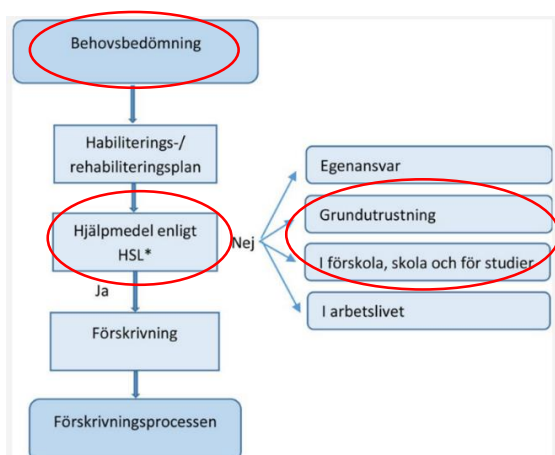 Behovsbedömning
Habiliterings-/
rehabiliteringsplan
Hjälpmedel enligt
HSL*
Nej
Ja
Egenansvar
Grundutrustning
I förskola, skola och för studier
I arbetslivet
Förskrivning
Förskrivningsprocessen